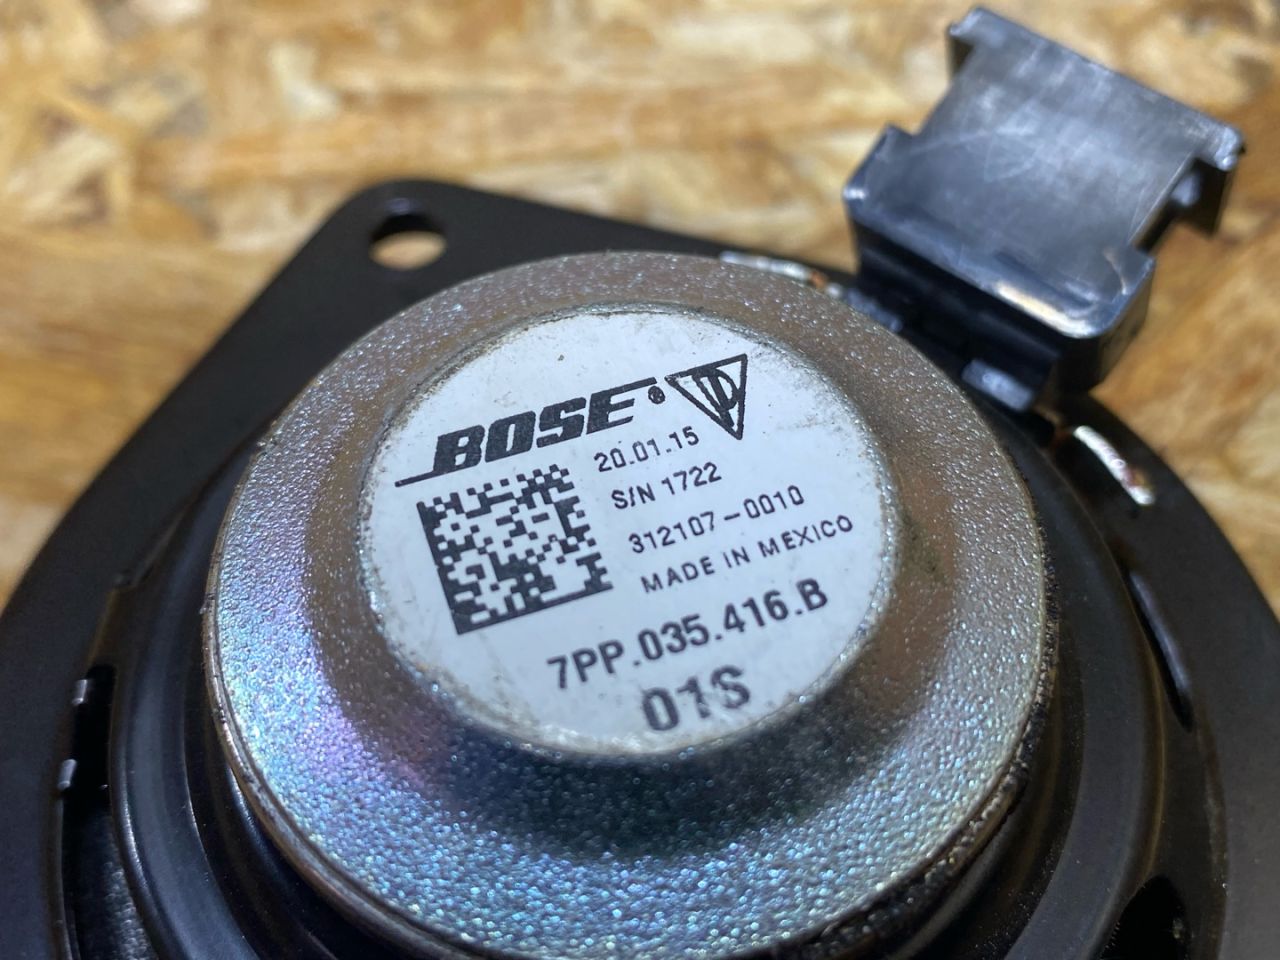 BOSE®
20.01.15
S/N 1722
312107-0010
MADE IN MEXICO
7PP.035.416.B
01S